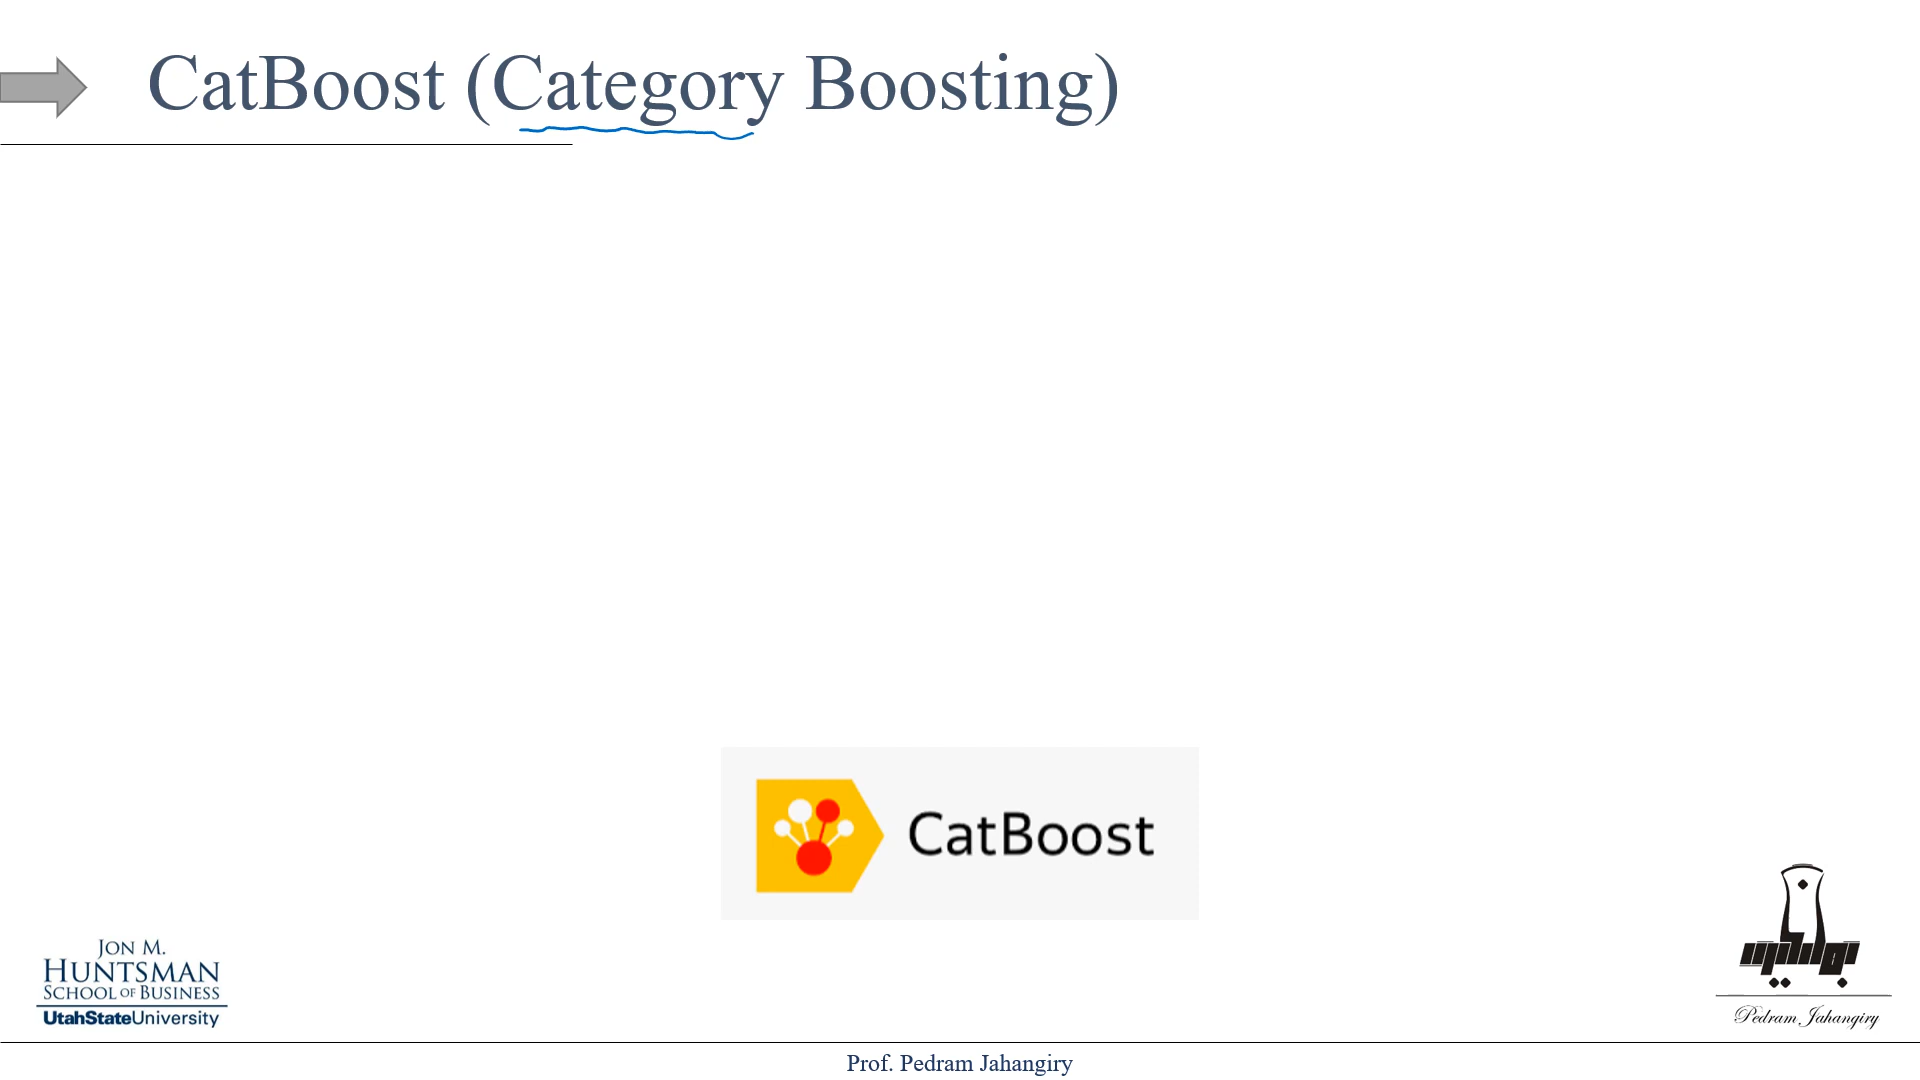 CatBoost (Category Boosting)
CatBoost
JON M.
HUNTSMAN
SCHOOL OF BUSINESS
UtahStateUniversity
Pedram Jahangiry
Prof. Pedram Jahangiry